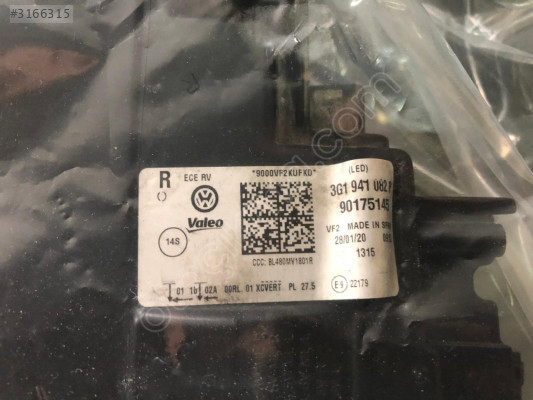 #3166315
R ECE RV
()
Valeo
14S
*9000VF2KUFKD*
CCC: BL460MV1601R
(LED)
3G1 941 082
90175145
VF2 MADE IN
28/01/20
1315
01 1b 02A 00RL 01 XCVERT PL 27.5
E9 22179